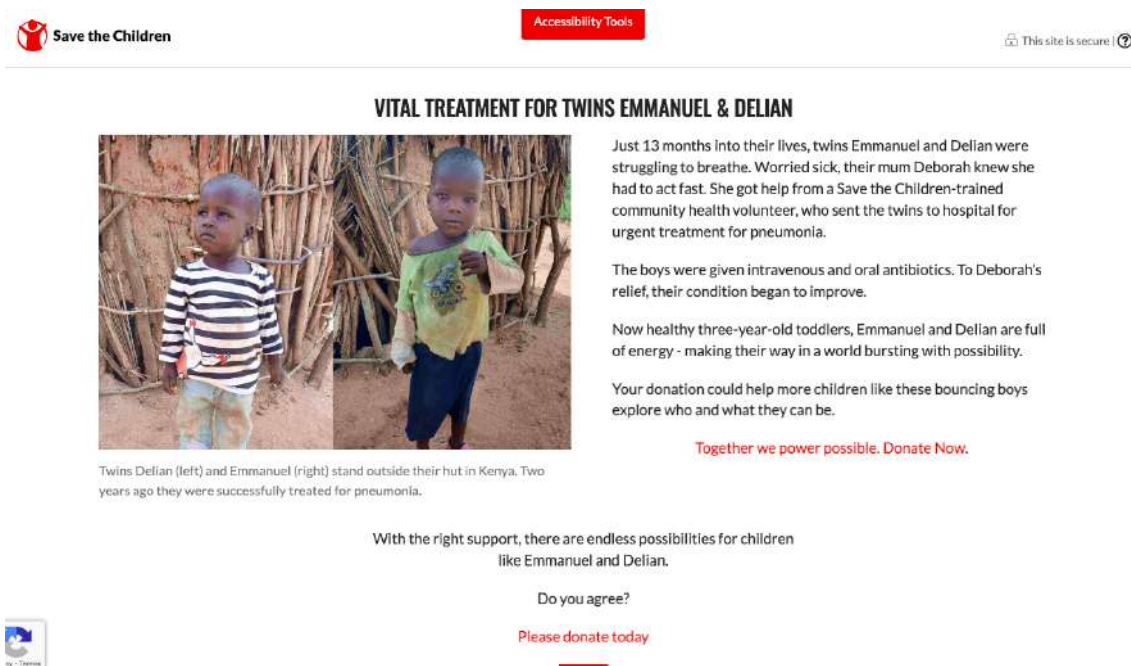 Save the Children
Accessibility Tools
This site is secure | ?
VITAL TREATMENT FOR TWINS EMMANUEL & DELIAN
Just 13 months into their lives, twins Emmanuel and Delian were
struggling to breathe. Worried sick, their mum Deborah knew she
had to act fast. She got help from a Save the Children-trained
community health volunteer, who sent the twins to hospital for
urgent treatment for pneumonia.
The boys were given intravenous and oral antibiotics. To Deborah's
relief, their condition began to improve.
Now healthy three-year-old toddlers, Emmanuel and Delian are full
of energy - making their way in a world bursting with possibility.
Your donation could help more children like these bouncing boys
explore who and what they can be.
Together we power possible. Donate Now.
Twins Delian (left) and Emmanuel (right) stand outside their hut in Kenya. Two
years ago they were successfully treated for pneumonia.
With the right support, there are endless possibilities for children
like Emmanuel and Delian.
Do you agree?
Please donate today